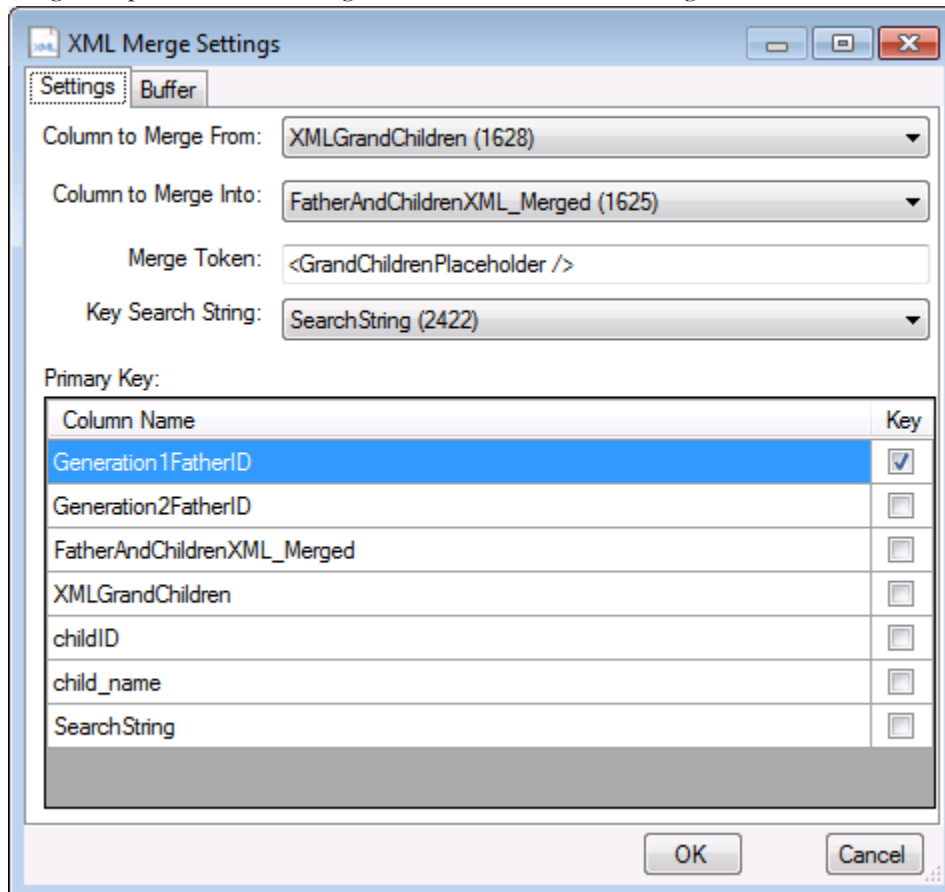 XML Merge Settings
Settings Buffer
Column to Merge From: XMLGrandChildren (1628)
Column to Merge Into: FatherAndChildrenXML_Merged (1625)
Merge Token: <GrandChildrenPlaceholder />
Key Search String: SearchString (2422)
Primary Key:
Column Name Key
Generation1FatherID
Generation2FatherID
FatherAndChildrenXML_Merged
XMLGrandChildren
childID
child_name
SearchString
OK Cancel